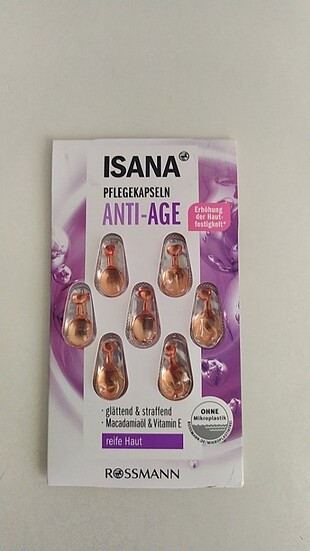 ISANA
PFLEGEKAPSELN
ANTI-AGE
Erhöhung
der Haut-
festigkeit*
· glättend & straffend
· Macadamiaöl & Vitamin E
reife Haut
OHNE
Mikroplastik
ROSSMANN